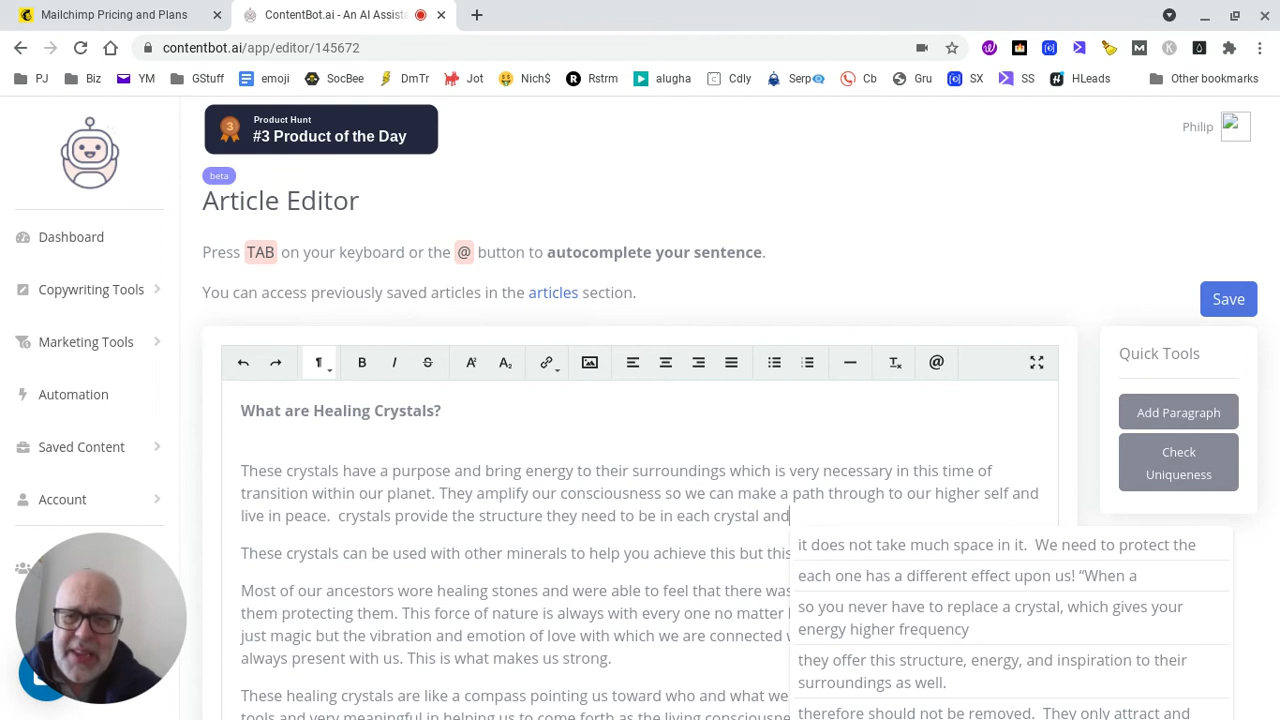 Mailchimp Pricing and Plans
ContentBot.ai - An AI Assist
contentbot.ai/app/editor/145672
PJ
Biz
YM
GStuff
emoji
SocBee
DmTr
Jot
Nich$
Rstrm
alugha
Cdly
Serp
Cb
Gru
SX
SS
HLeads
Other bookmarks
Product Hunt
3 #3 Product of the Day
Philip
beta
Article Editor
Dashboard
Press TAB on your keyboard or the @ button to autocomplete your sentence.
Copywriting Tools
You can access previously saved articles in the articles section.
Save
Marketing Tools
Quick Tools
Automation
Add Paragraph
What are Healing Crystals?
Saved Content
Check
Uniqueness
These crystals have a purpose and bring energy to their surroundings which is very necessary in this time of
transition within our planet. They amplify our consciousness so we can make a path through to our higher self and
Account
live in peace.  crystals provide the structure they need to be in each crystal and
it does not take much space in it.  We need to protect the
These crystals can be used with other minerals to help you achieve this but this
each one has a different effect upon us! “When a
Most of our ancestors wore healing stones and were able to feel that there was
so you never have to replace a crystal, which gives your
them protecting them. This force of nature is always with every one no matter
energy higher frequency
just magic but the vibration and emotion of love with which we are connected
they offer this structure, energy, and inspiration to their
always present with us. This is what makes us strong.
surroundings as well.
These healing crystals are like a compass pointing us toward who and what we
therefore should not be removed.  They only attract and
tools and very meaningful in helping us to come forth as the living